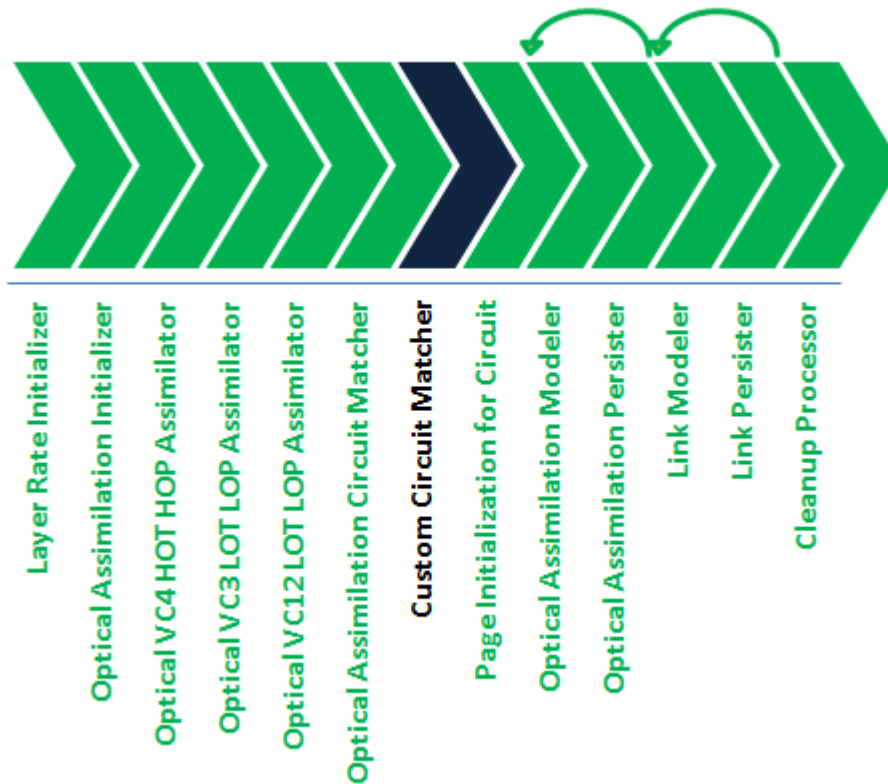 Layer Rate Initializer
Optical Assimilation Initializer
Optical VC4 HOT HOP Assimilator
Optical VC3 LOT LOP Assimilator
Optical VC12 LOT LOP Assimilator
Optical Assimilation Circuit Matcher
Custom Circuit Matcher
Page Initialization for Circuit
Optical Assimilation Modeler
Optical Assimilation Persister
Link Modeler
Link Persister
Cleanup Processor